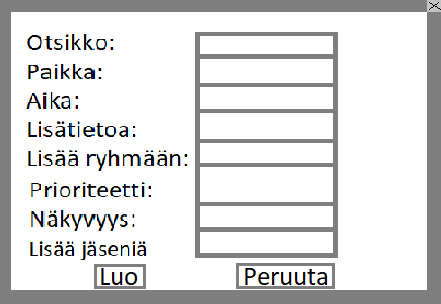 Otsikko:
Paikka:
Aika:
Lisätietoa:
Lisää ryhmään:
Prioriteetti:
Näkyvyys:
Lisää jäseniä
Luo Peruuta